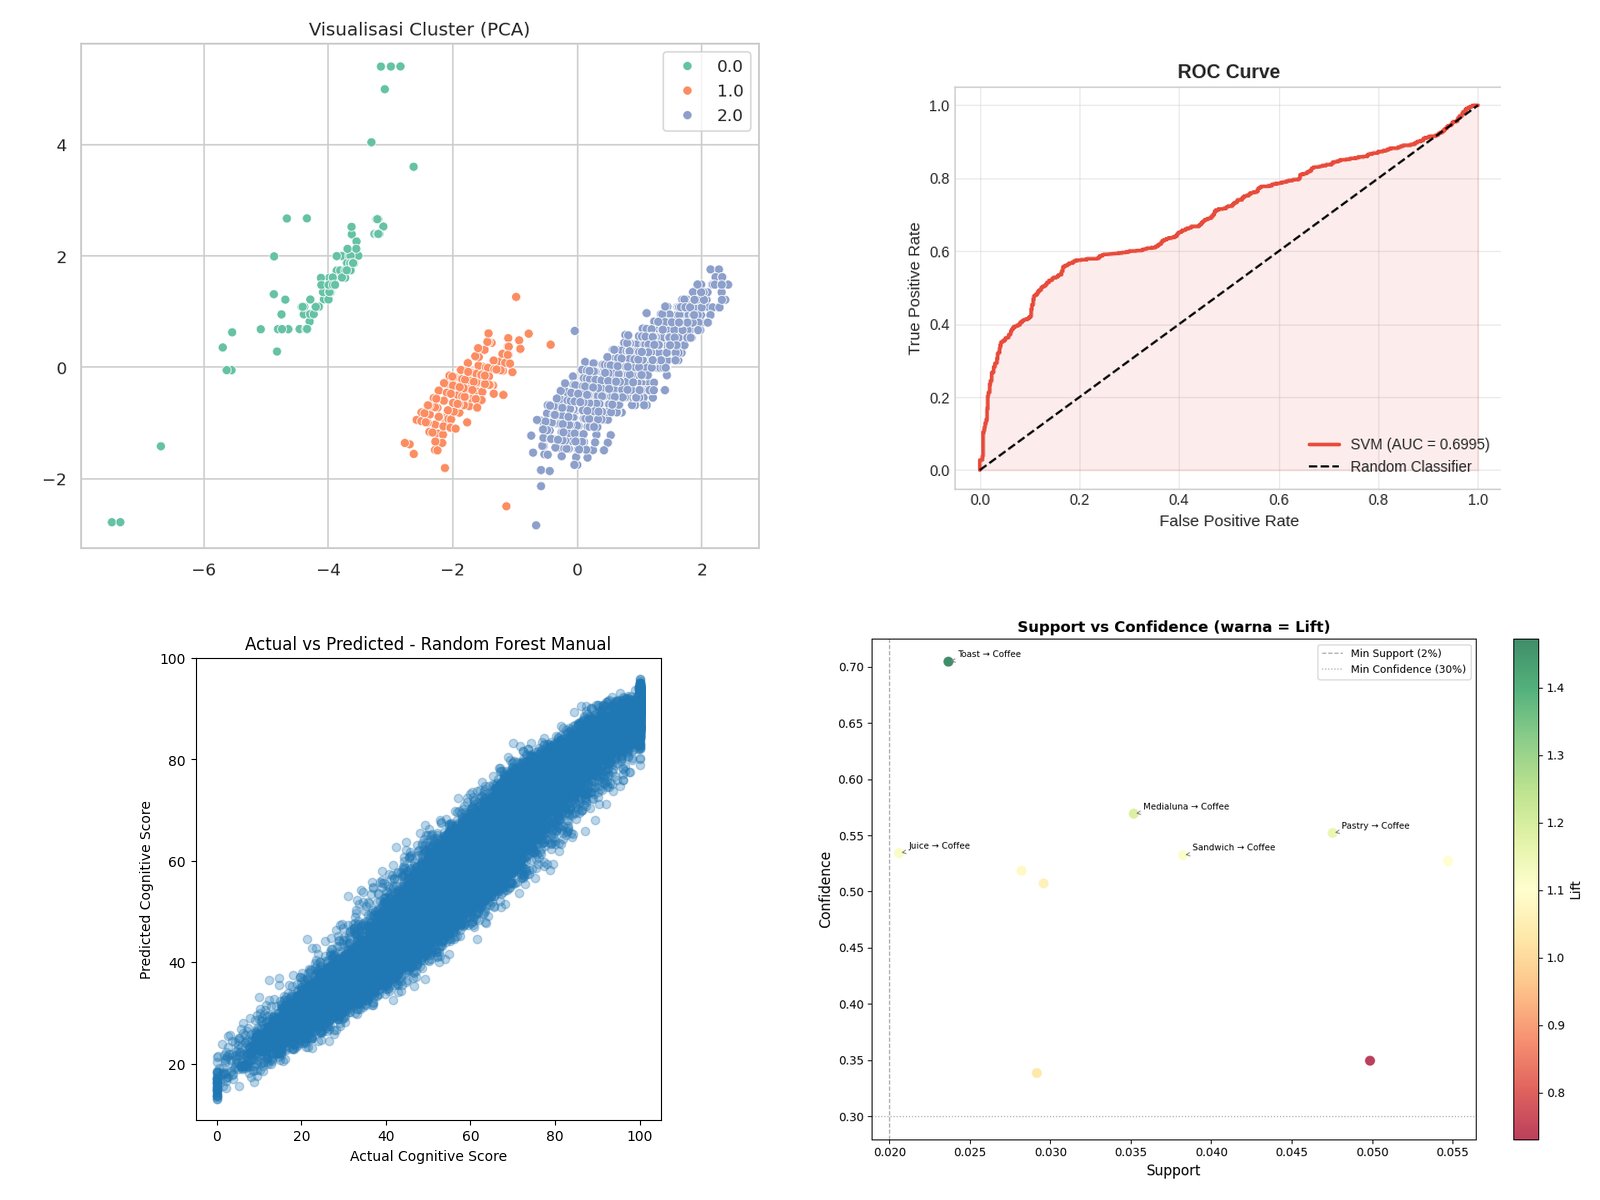 Visualisasi Cluster (PCA)
0.0
1.0
2.0
4
2
0
−2
−6
−4
−2
0
2
ROC Curve
True Positive Rate
1.0
0.8
0.6
0.4
0.2
0.0
SVM (AUC = 0.6995)
Random Classifier
0.0
0.2
0.4
0.6
0.8
1.0
False Positive Rate
Actual vs Predicted - Random Forest Manual
Predicted Cognitive Score
100
80
60
40
20
0
20
40
60
80
100
Actual Cognitive Score
Support vs Confidence (warna = Lift)
Min Support (2%)
Min Confidence (30%)
Toast → Coffee
Medialuna → Coffee
Pastry → Coffee
Juice → Coffee
Sandwich → Coffee
Confidence
0.70
0.65
0.60
0.55
0.50
0.45
0.40
0.35
0.30
0.020
0.025
0.030
0.035
0.040
0.045
0.050
0.055
Support
1.4
1.3
1.2
1.1
1.0
0.9
0.8
Lift